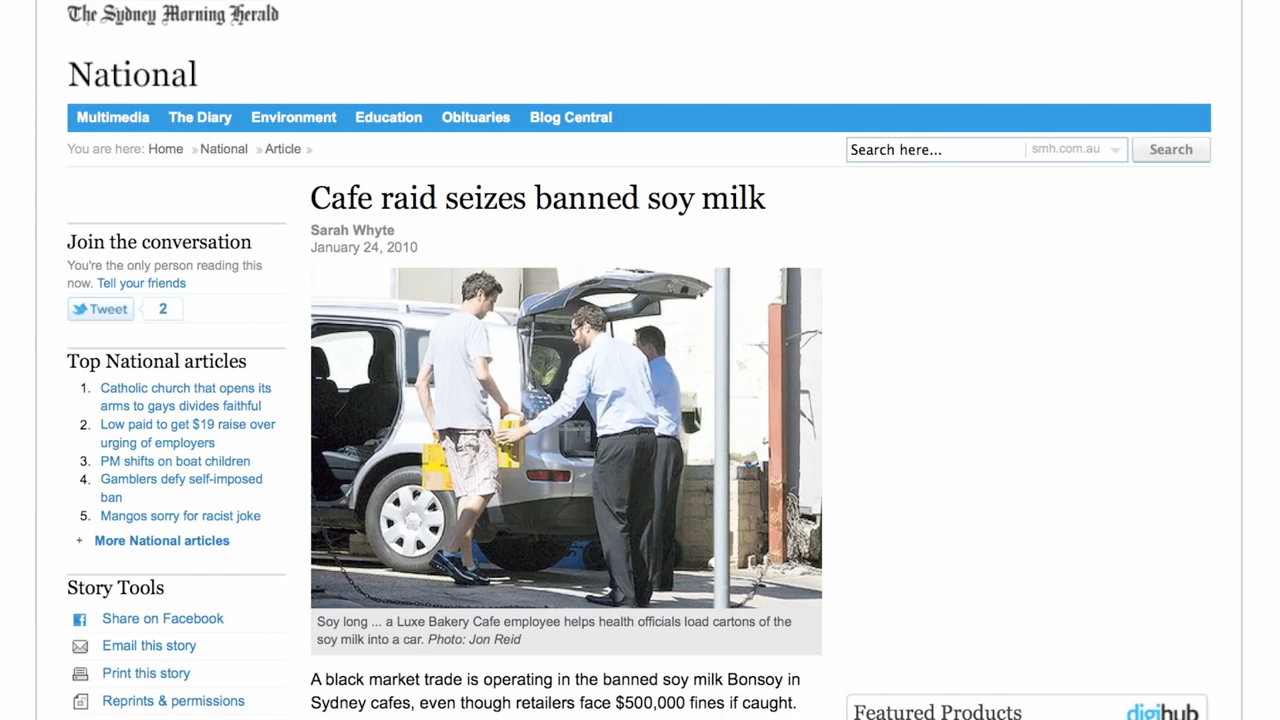 The Sydney Morning Herald
National
Multimedia The Diary Environment Education Obituaries Blog Central
You are here: Home » National » Article »
Search here... smh.com.au Search
Cafe raid seizes banned soy milk
Sarah Whyte
January 24, 2010
Join the conversation
You're the only person reading this
now. Tell your friends
Tweet 2
Top National articles
1. Catholic church that opens its
arms to gays divides faithful
2. Low paid to get $19 raise over
urging of employers
3. PM shifts on boat children
4. Gamblers defy self-imposed
ban
5. Mangos sorry for racist joke
+ More National articles
Story Tools
Share on Facebook
Email this story
Print this story
Reprints & permissions
Soy long ... a Luxe Bakery Cafe employee helps health officials load cartons of the
soy milk into a car. Photo: Jon Reid
A black market trade is operating in the banned soy milk Bonsoy in
Sydney cafes, even though retailers face $500,000 fines if caught.
Featured Products digihub